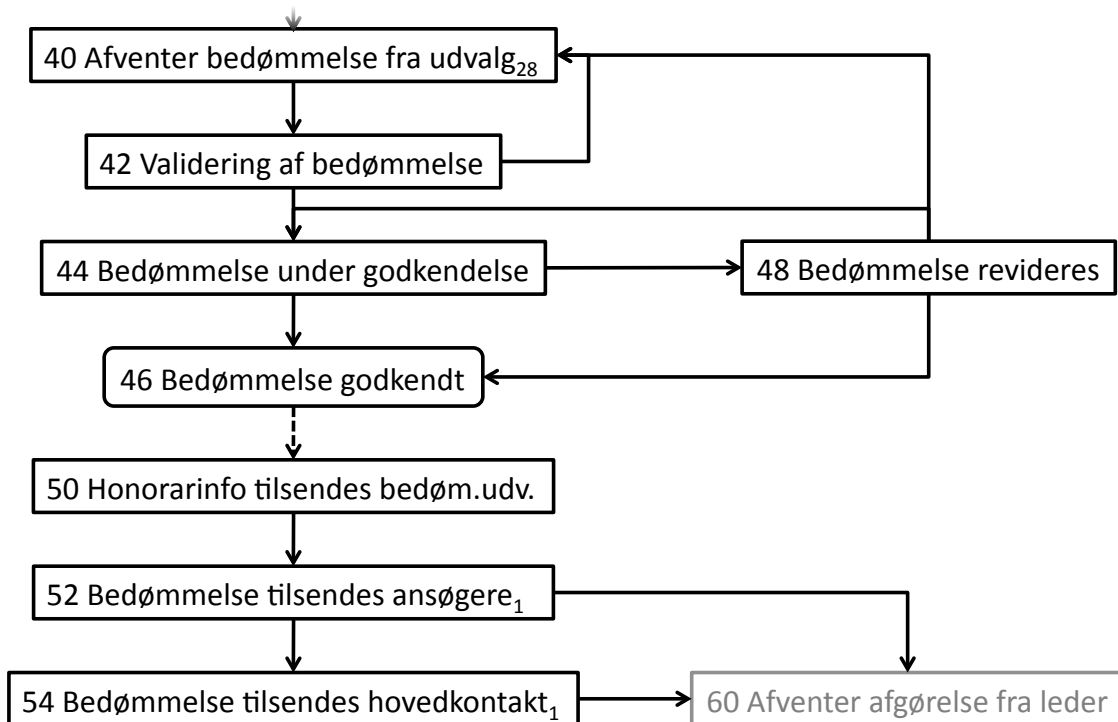 40 Afventer bedømmelse fra udvalg28
42 Validering af bedømmelse
44 Bedømmelse under godkendelse
48 Bedømmelse revideres
46 Bedømmelse godkendt
50 Honorarinfo tilsendes bedøm.udv.
52 Bedømmelse tilsendes ansøgere1
54 Bedømmelse tilsendes hovedkontakt1
60 Afventer afgørelse fra leder